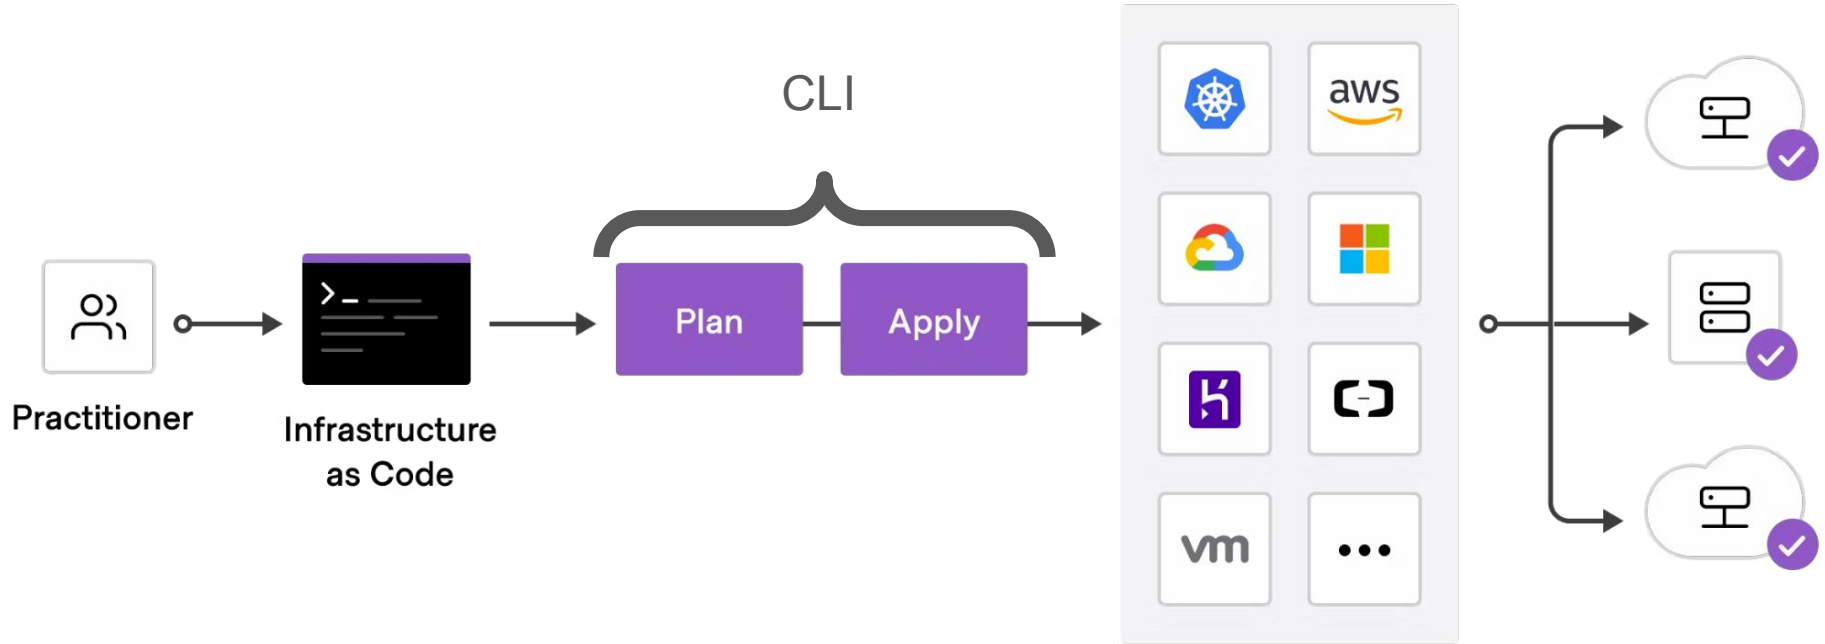 CLI
Practitioner
Infrastructure
as Code
Plan
Apply
aws
vm